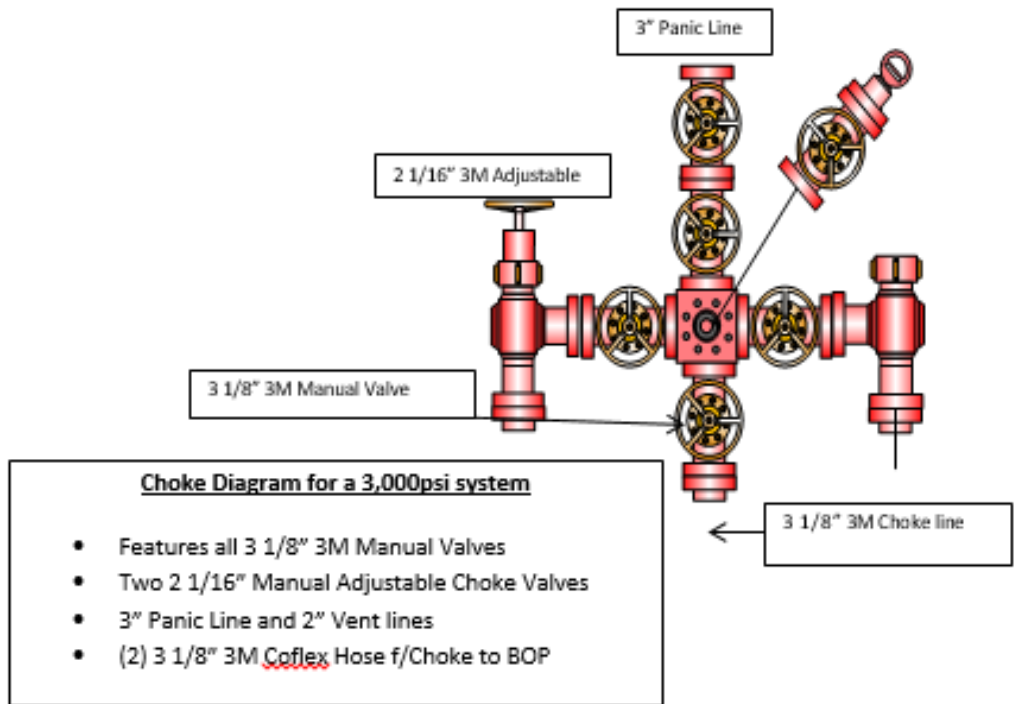 3” Panic Line
2 1/16” 3M Adjustable
3 1/8” 3M Manual Valve
Choke Diagram for a 3,000psi system
• Features all 3 1/8” 3M Manual Valves
• Two 2 1/16” Manual Adjustable Choke Valves
• 3” Panic Line and 2” Vent lines
• (2) 3 1/8” 3M Coflex Hose f/Choke to BOP
3 1/8” 3M Choke line